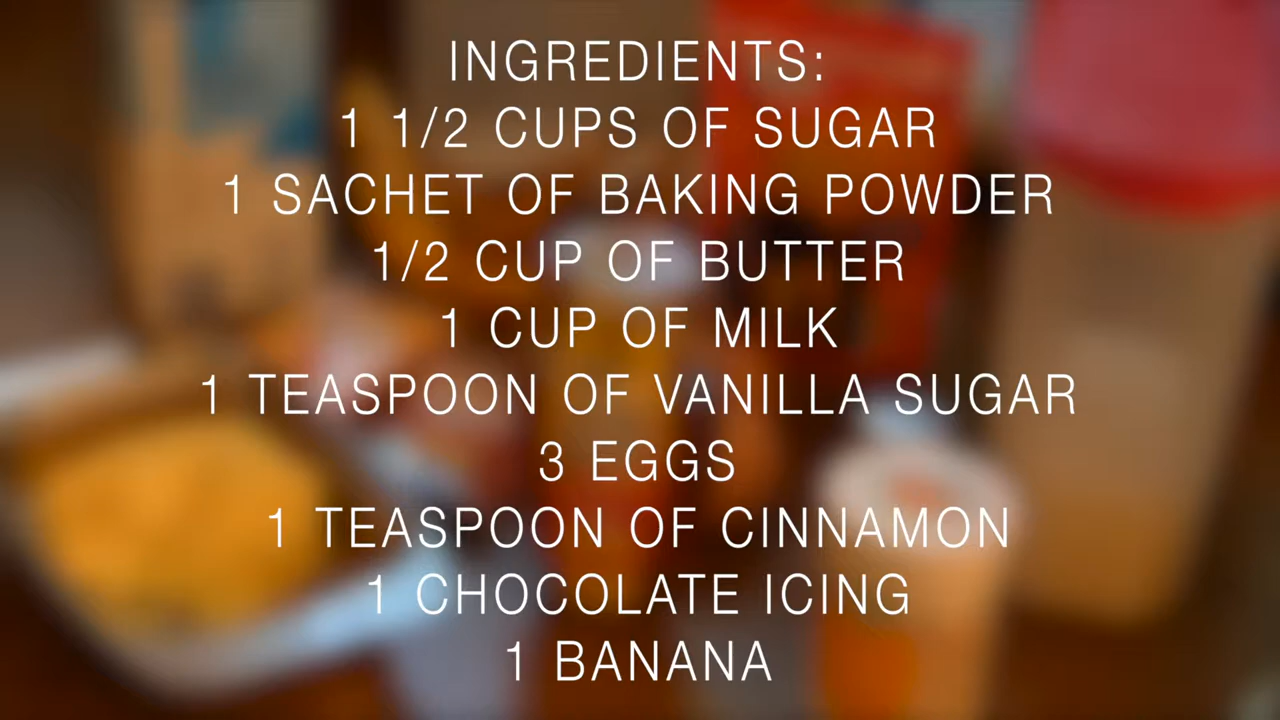 INGREDIENTS:
1 1/2 CUPS OF SUGAR
1 SACHET OF BAKING POWDER
1/2 CUP OF BUTTER
1 CUP OF MILK
1 TEASPOON OF VANILLA SUGAR
3 EGGS
1 TEASPOON OF CINNAMON
1 CHOCOLATE ICING
1 BANANA